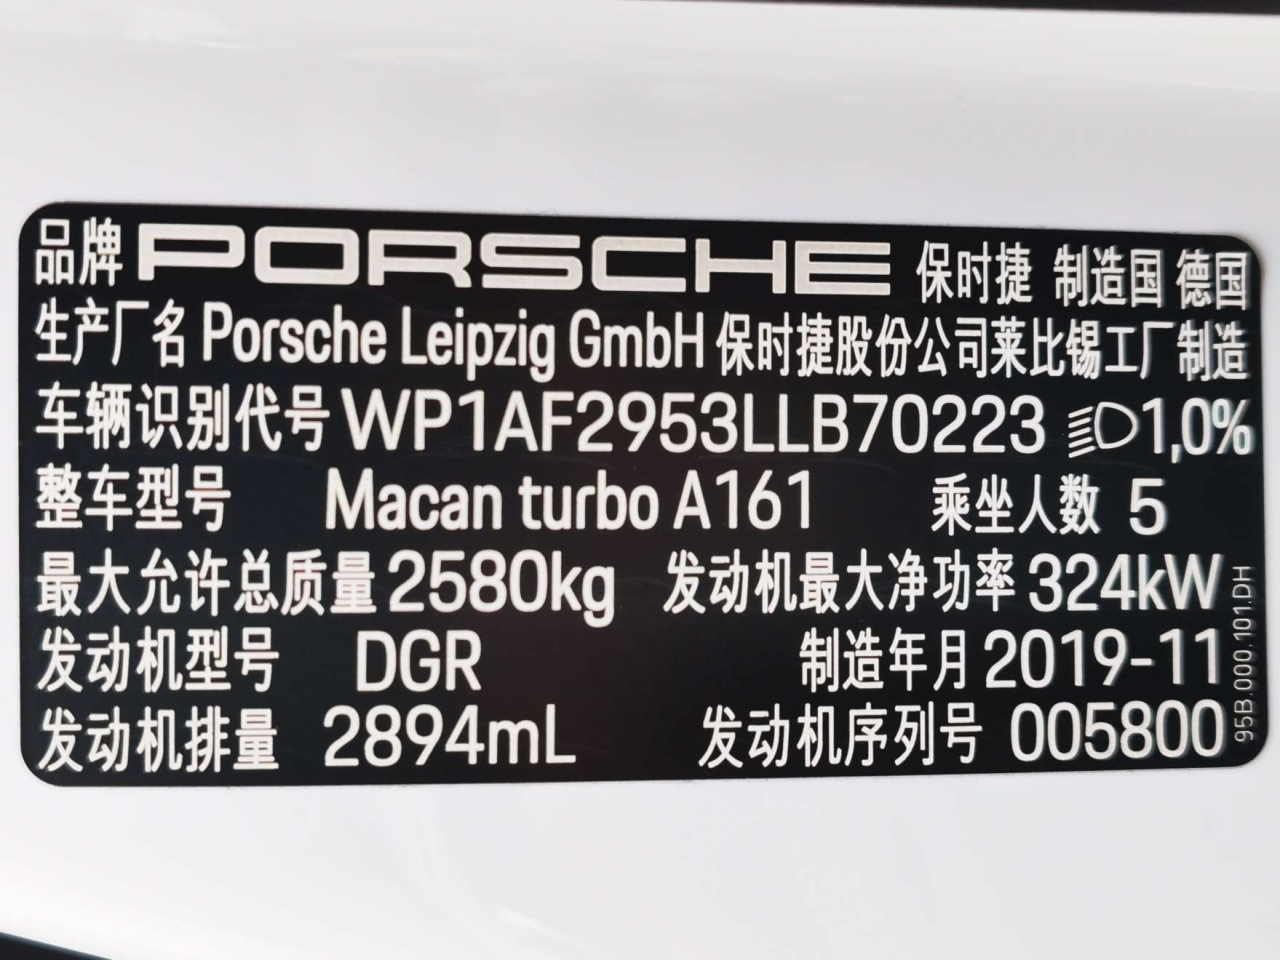 品牌 PORSCHE 保时捷 制造国 德国
生产厂名 Porsche Leipzig GmbH 保时捷股份公司莱比锡工厂制造
车辆识别代号 WP1AF2953LLB70223 1,0%
整车型号 Macan turbo A161 乘坐人数 5
最大允许总质量 2580kg 发动机最大净功率 324kW
发动机型号 DGR 制造年月 2019-11
发动机排量 2894mL 发动机序列号 005800
95B.000.101.DH